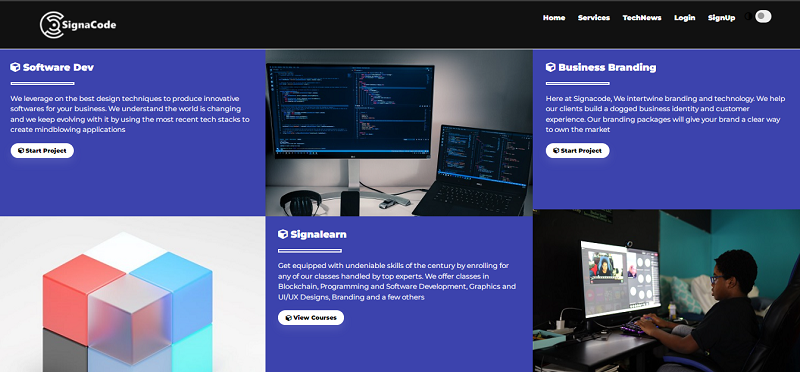 SignaCode
Home Services TechNews Login SignUp
Software Dev
We leverage on the best design techniques to produce innovative
softwares for your business. We understand the world is changing
and we keep evolving with it by using the most recent tech stacks to
create mindblowing applications
Start Project
Business Branding
Here at Signacode, We intertwine branding and technology. We help
our clients build a dogged business identity and customer
experience. Our branding packages will give your brand a clear way
to own the market
Start Project
Signalearn
Get equipped with undeniable skills of the century by enrolling for
any of our classes handled by top experts. We offer classes in
Blockchain, Programming and Software Development, Graphics and
UI/UX Designs, Branding and a few others
View Courses